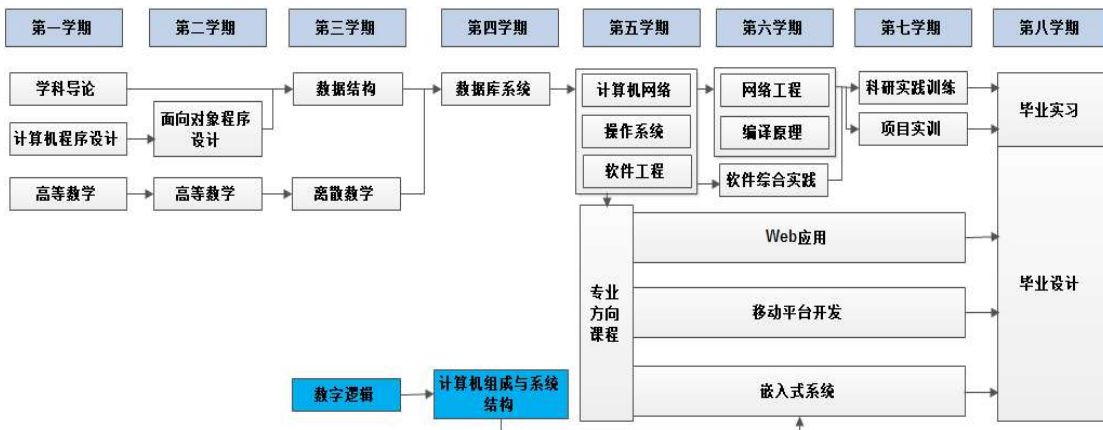 第一学期
第二学期
第三学期
第四学期
第五学期
第六学期
第七学期
第八学期
学科导论
计算机程序设计
高等数学
面向对象程序
设计
高等数学
数据结构
离散数学
数据库系统
计算机网络
操作系统
软件工程
网络工程
编译原理
软件综合实践
科研实践训练
项目实训
毕业实习
专业
方向
课程
Web应用
移动平台开发
嵌入式系统
毕业设计
数字逻辑
计算机组成与系统
结构